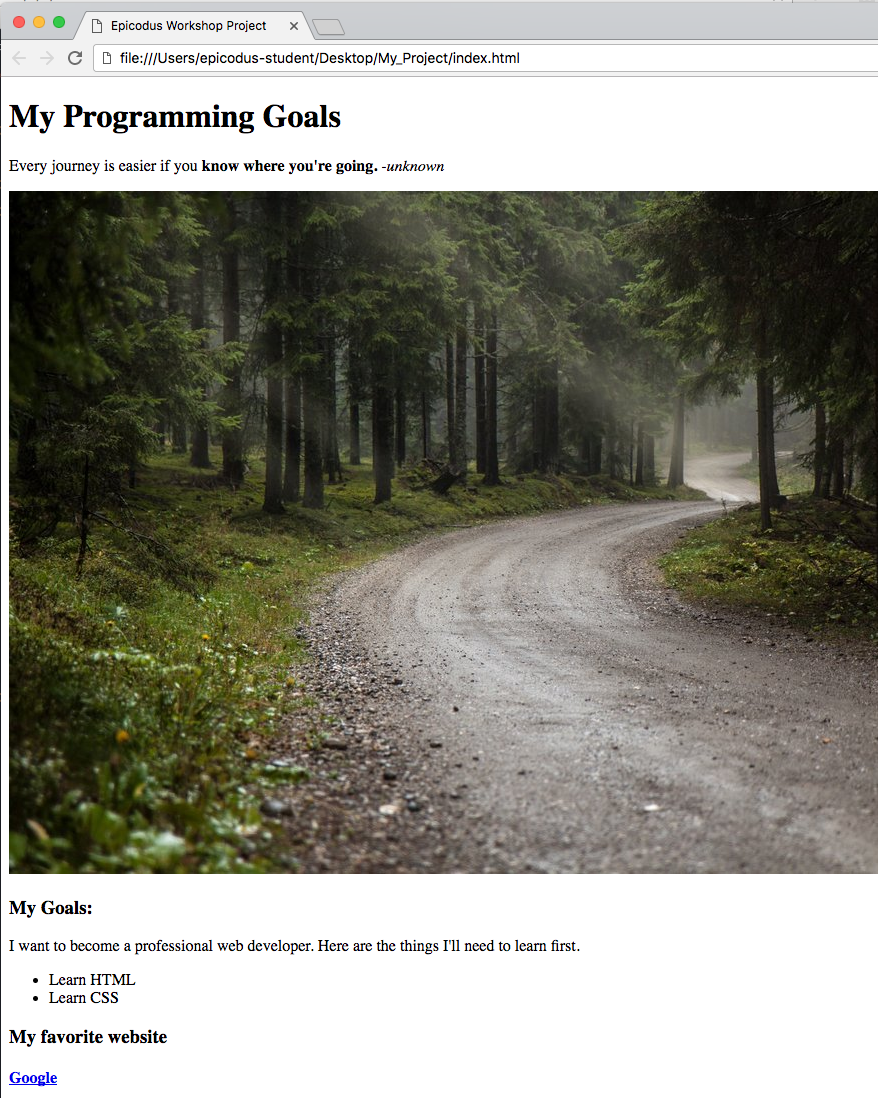 Epicodus Workshop Project
file:///Users/epicodus-student/Desktop/My_Project/index.html
My Programming Goals
Every journey is easier if you know where you're going. -unknown
My Goals:
I want to become a professional web developer. Here are the things I'll need to learn first.
• Learn HTML
• Learn CSS
My favorite website
Google